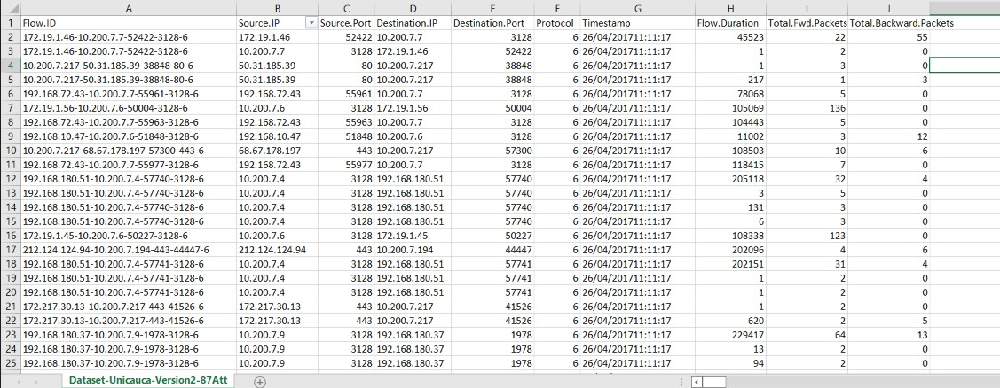 A B C D E F G H I J
1 Flow.ID Source.IP Source.Port Destination.IP Destination.Port Protocol Timestamp Flow.Duration Total.Fwd.Packets Total.Backward.Packets
2 172.19.1.46-10.200.7.7-52422-3128-6 172.19.1.46 52422 10.200.7.7 3128 6 26/04/201711:11:17 45523 22 55
3 172.19.1.46-10.200.7.7-52422-3128-6 10.200.7.7 3128 172.19.1.46 52422 6 26/04/201711:11:17 1 2 0
4 10.200.7.217-50.31.185.39-38848-80-6 50.31.185.39 80 10.200.7.217 38848 6 26/04/201711:11:17 1 3 0
5 10.200.7.217-50.31.185.39-38848-80-6 50.31.185.39 80 10.200.7.217 38848 6 26/04/201711:11:17 217 1 3
6 192.168.72.43-10.200.7.7-55961-3128-6 192.168.72.43 55961 10.200.7.7 3128 6 26/04/201711:11:17 78068 5 0
7 172.19.1.56-10.200.7.6-50004-3128-6 10.200.7.6 3128 172.19.1.56 50004 6 26/04/201711:11:17 105069 136 0
8 192.168.72.43-10.200.7.7-55963-3128-6 192.168.72.43 55963 10.200.7.7 3128 6 26/04/201711:11:17 104443 5 0
9 192.168.10.47-10.200.7.6-51848-3128-6 192.168.10.47 51848 10.200.7.6 3128 6 26/04/201711:11:17 11002 3 12
10 10.200.7.217-68.67.178.197-57300-443-6 68.67.178.197 443 10.200.7.217 57300 6 26/04/201711:11:17 108503 10 6
11 192.168.72.43-10.200.7.7-55977-3128-6 192.168.72.43 55977 10.200.7.7 3128 6 26/04/201711:11:17 118415 7 0
12 192.168.180.51-10.200.7.4-57740-3128-6 10.200.7.4 3128 192.168.180.51 57740 6 26/04/201711:11:17 205118 32 4
13 192.168.180.51-10.200.7.4-57740-3128-6 10.200.7.4 3128 192.168.180.51 57740 6 26/04/201711:11:17 3 5 0
14 192.168.180.51-10.200.7.4-57740-3128-6 10.200.7.4 3128 192.168.180.51 57740 6 26/04/201711:11:17 131 3 0
15 192.168.180.51-10.200.7.4-57740-3128-6 10.200.7.4 3128 192.168.180.51 57740 6 26/04/201711:11:17 6 3 0
16 172.19.1.45-10.200.7.6-50227-3128-6 10.200.7.6 3128 172.19.1.45 50227 6 26/04/201711:11:17 108338 123 0
17 212.124.124.94-10.200.7.194-443-44447-6 212.124.124.94 443 10.200.7.194 44447 6 26/04/201711:11:17 202096 4 6
18 192.168.180.51-10.200.7.4-57741-3128-6 10.200.7.4 3128 192.168.180.51 57741 6 26/04/201711:11:17 202151 31 4
19 192.168.180.51-10.200.7.4-57741-3128-6 10.200.7.4 3128 192.168.180.51 57741 6 26/04/201711:11:17 1 2 0
20 192.168.180.51-10.200.7.4-57741-3128-6 10.200.7.4 3128 192.168.180.51 57741 6 26/04/201711:11:17 1 2 0
21 172.217.30.13-10.200.7.217-443-41526-6 172.217.30.13 443 10.200.7.217 41526 6 26/04/201711:11:17 1 2 0
22 172.217.30.13-10.200.7.217-443-41526-6 172.217.30.13 443 10.200.7.217 41526 6 26/04/201711:11:17 620 2 5
23 192.168.180.37-10.200.7.9-1978-3128-6 10.200.7.9 3128 192.168.180.37 1978 6 26/04/201711:11:17 229417 64 13
24 192.168.180.37-10.200.7.9-1978-3128-6 10.200.7.9 3128 192.168.180.37 1978 6 26/04/201711:11:17 13 2 0
25 192.168.180.37-10.200.7.9-1978-3128-6 10.200.7.9 3128 192.168.180.37 1978 6 26/04/201711:11:17 94 2 0
Dataset-Unicauca-Version2-87Att